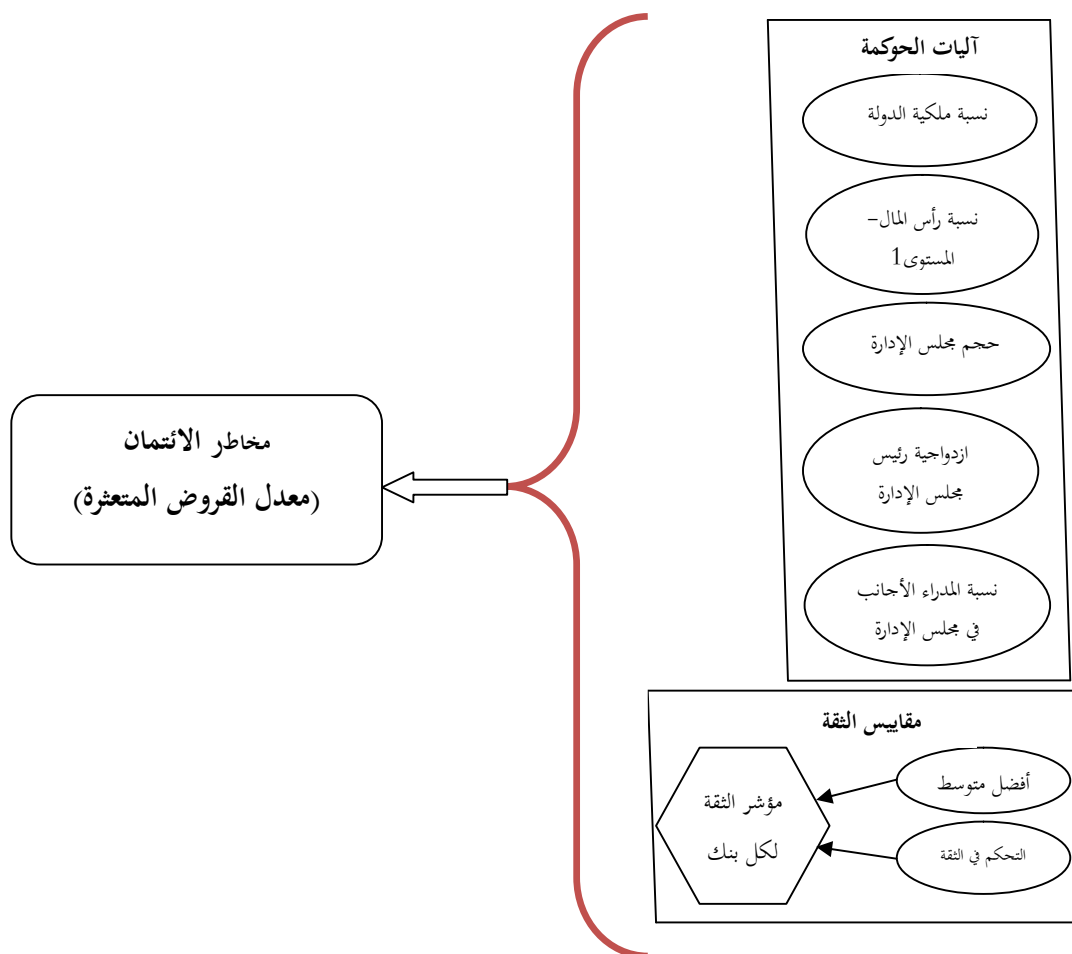 آليات الحوكمة
نسبة ملكية الدولة
نسبة رأس المال-
المستوى1
حجم مجلس الإدارة
ازدواجية رئيس
مجلس الإدارة
نسبة المدراء الأجانب
في مجلس الإدارة
مقاييس الثقة
أفضل متوسط
التحكم في الثقة
مؤشر الثقة
لكل بنك
مخاطر الائتمان
(معدل القروض المتعثرة)